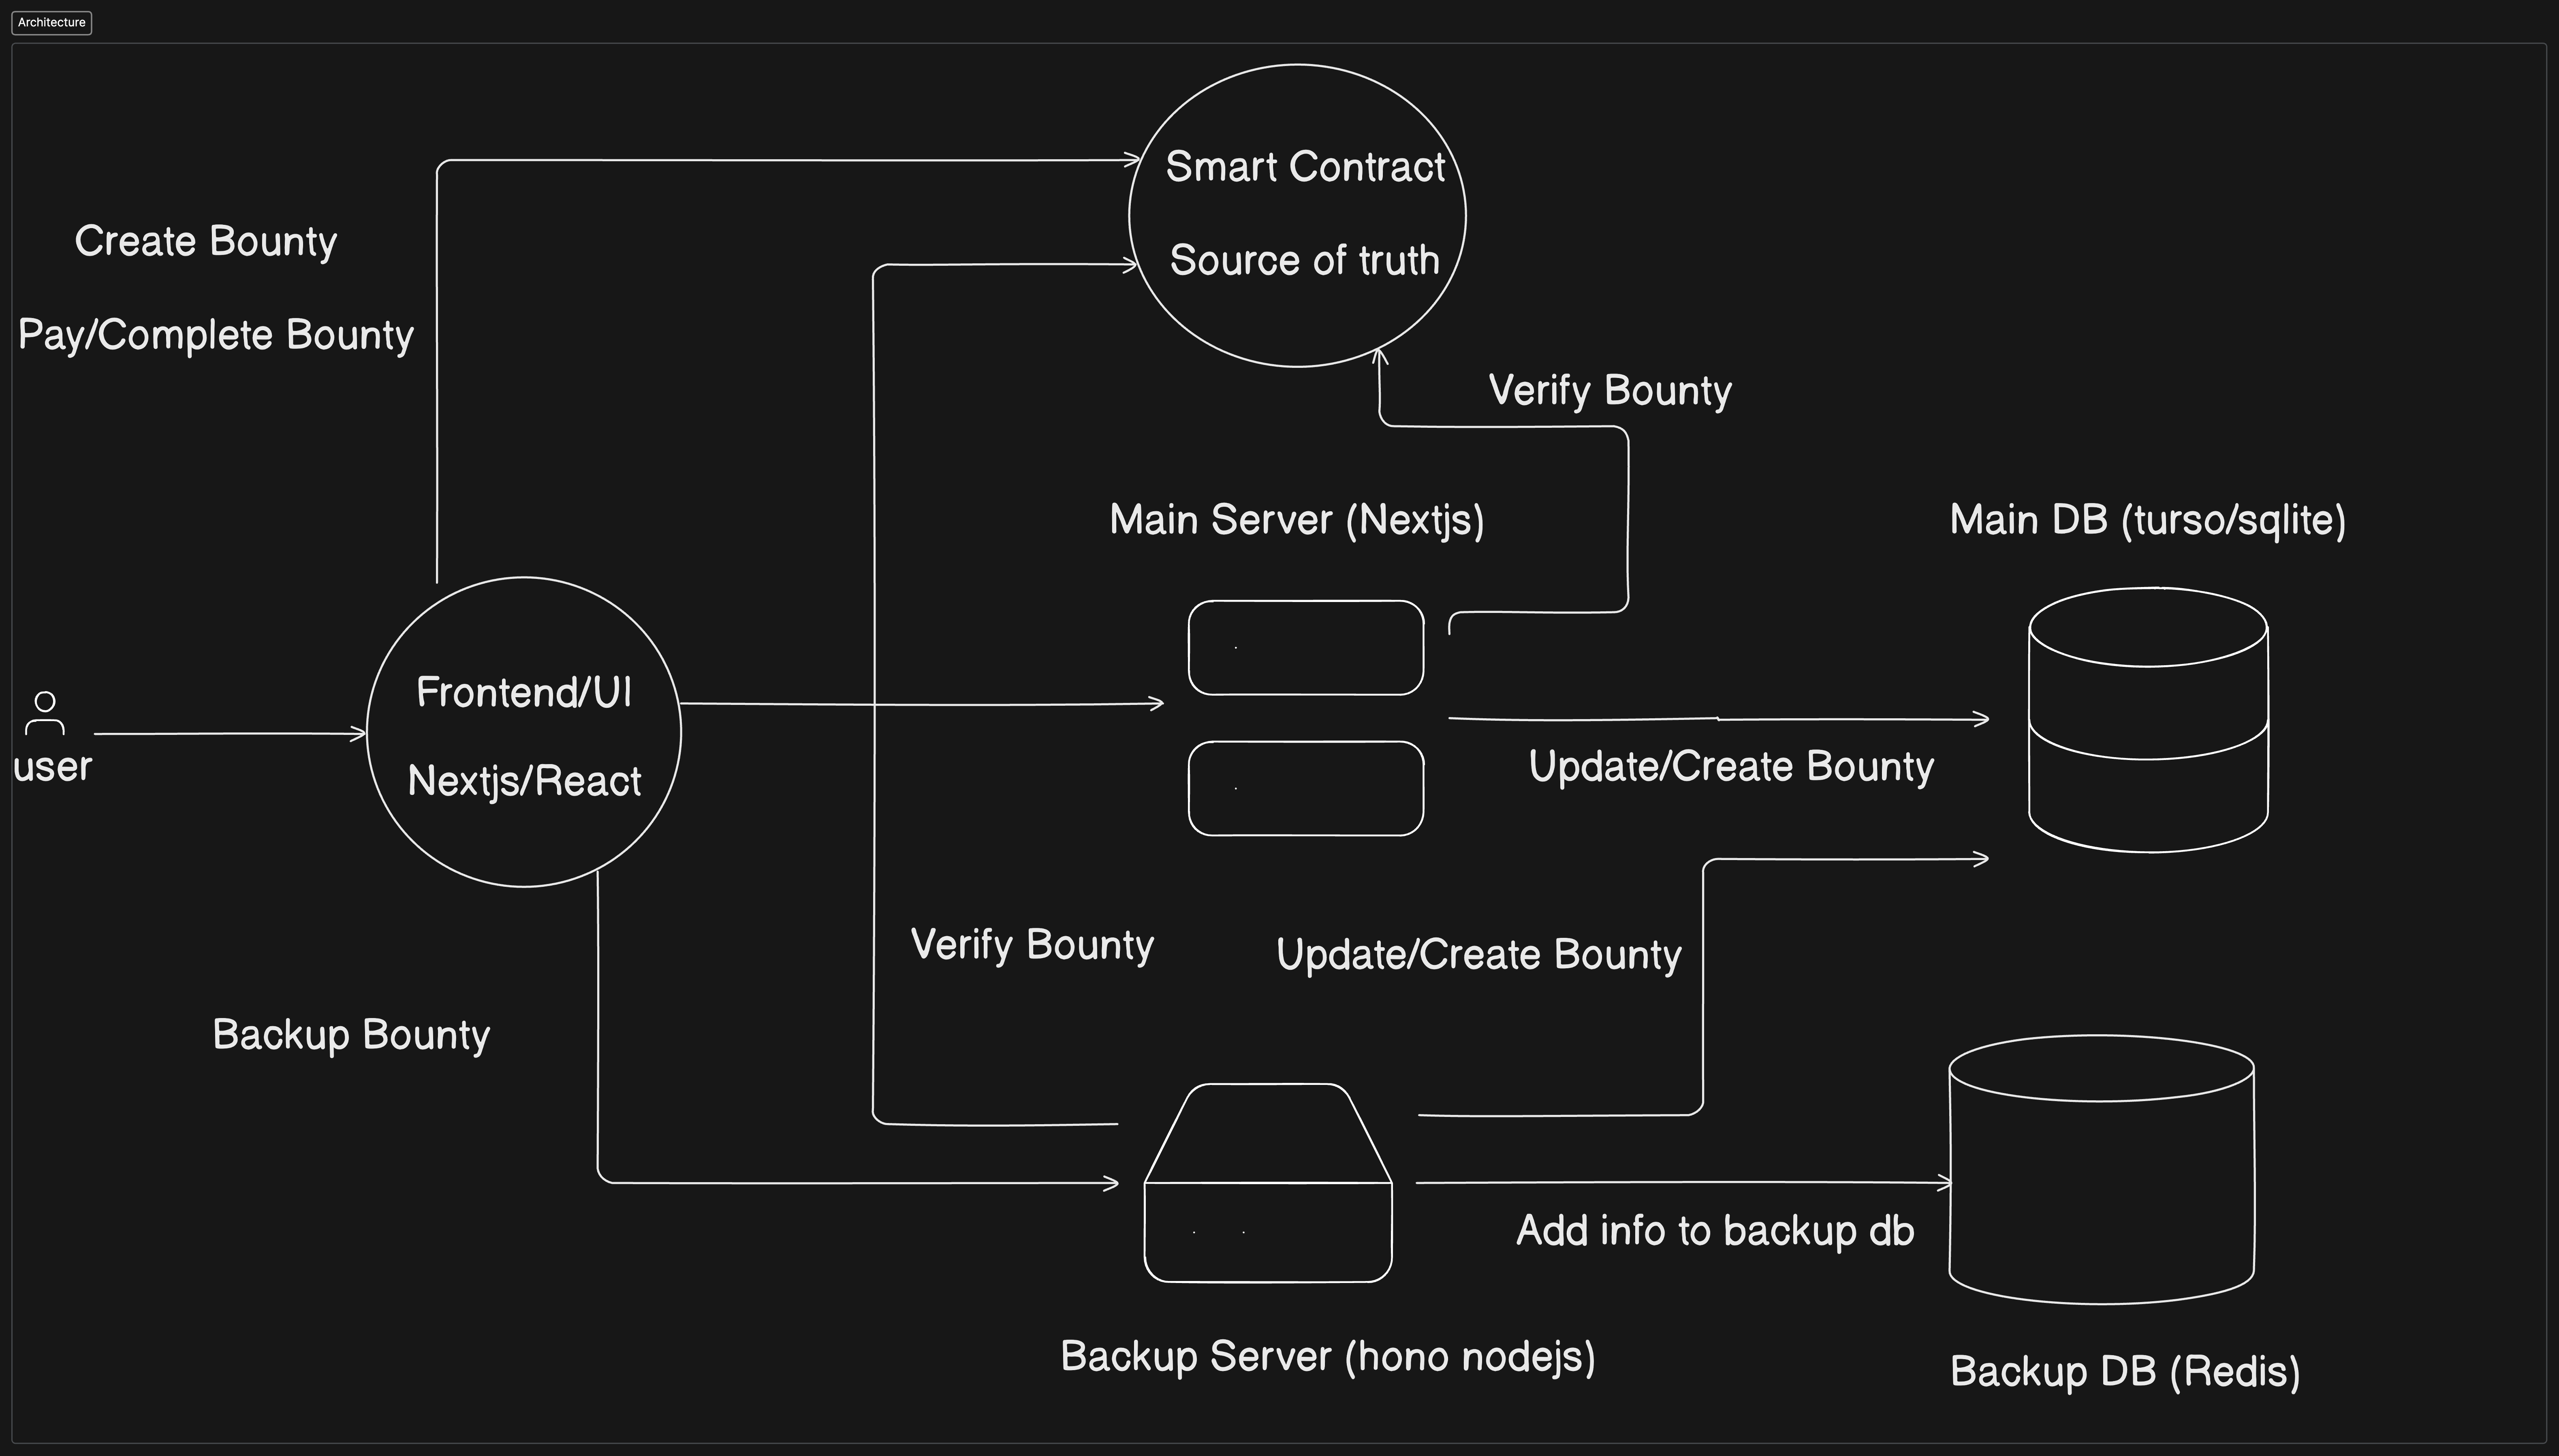 Architecture
Smart Contract
Source of truth
Create Bounty
Pay/Complete Bounty
Verify Bounty
Main Server (Nextjs)
Main DB (turso/sqlite)
Frontend/UI
Nextjs/React
user
Update/Create Bounty
Verify Bounty
Update/Create Bounty
Backup Bounty
Add info to backup db
Backup Server (hono nodejs)
Backup DB (Redis)